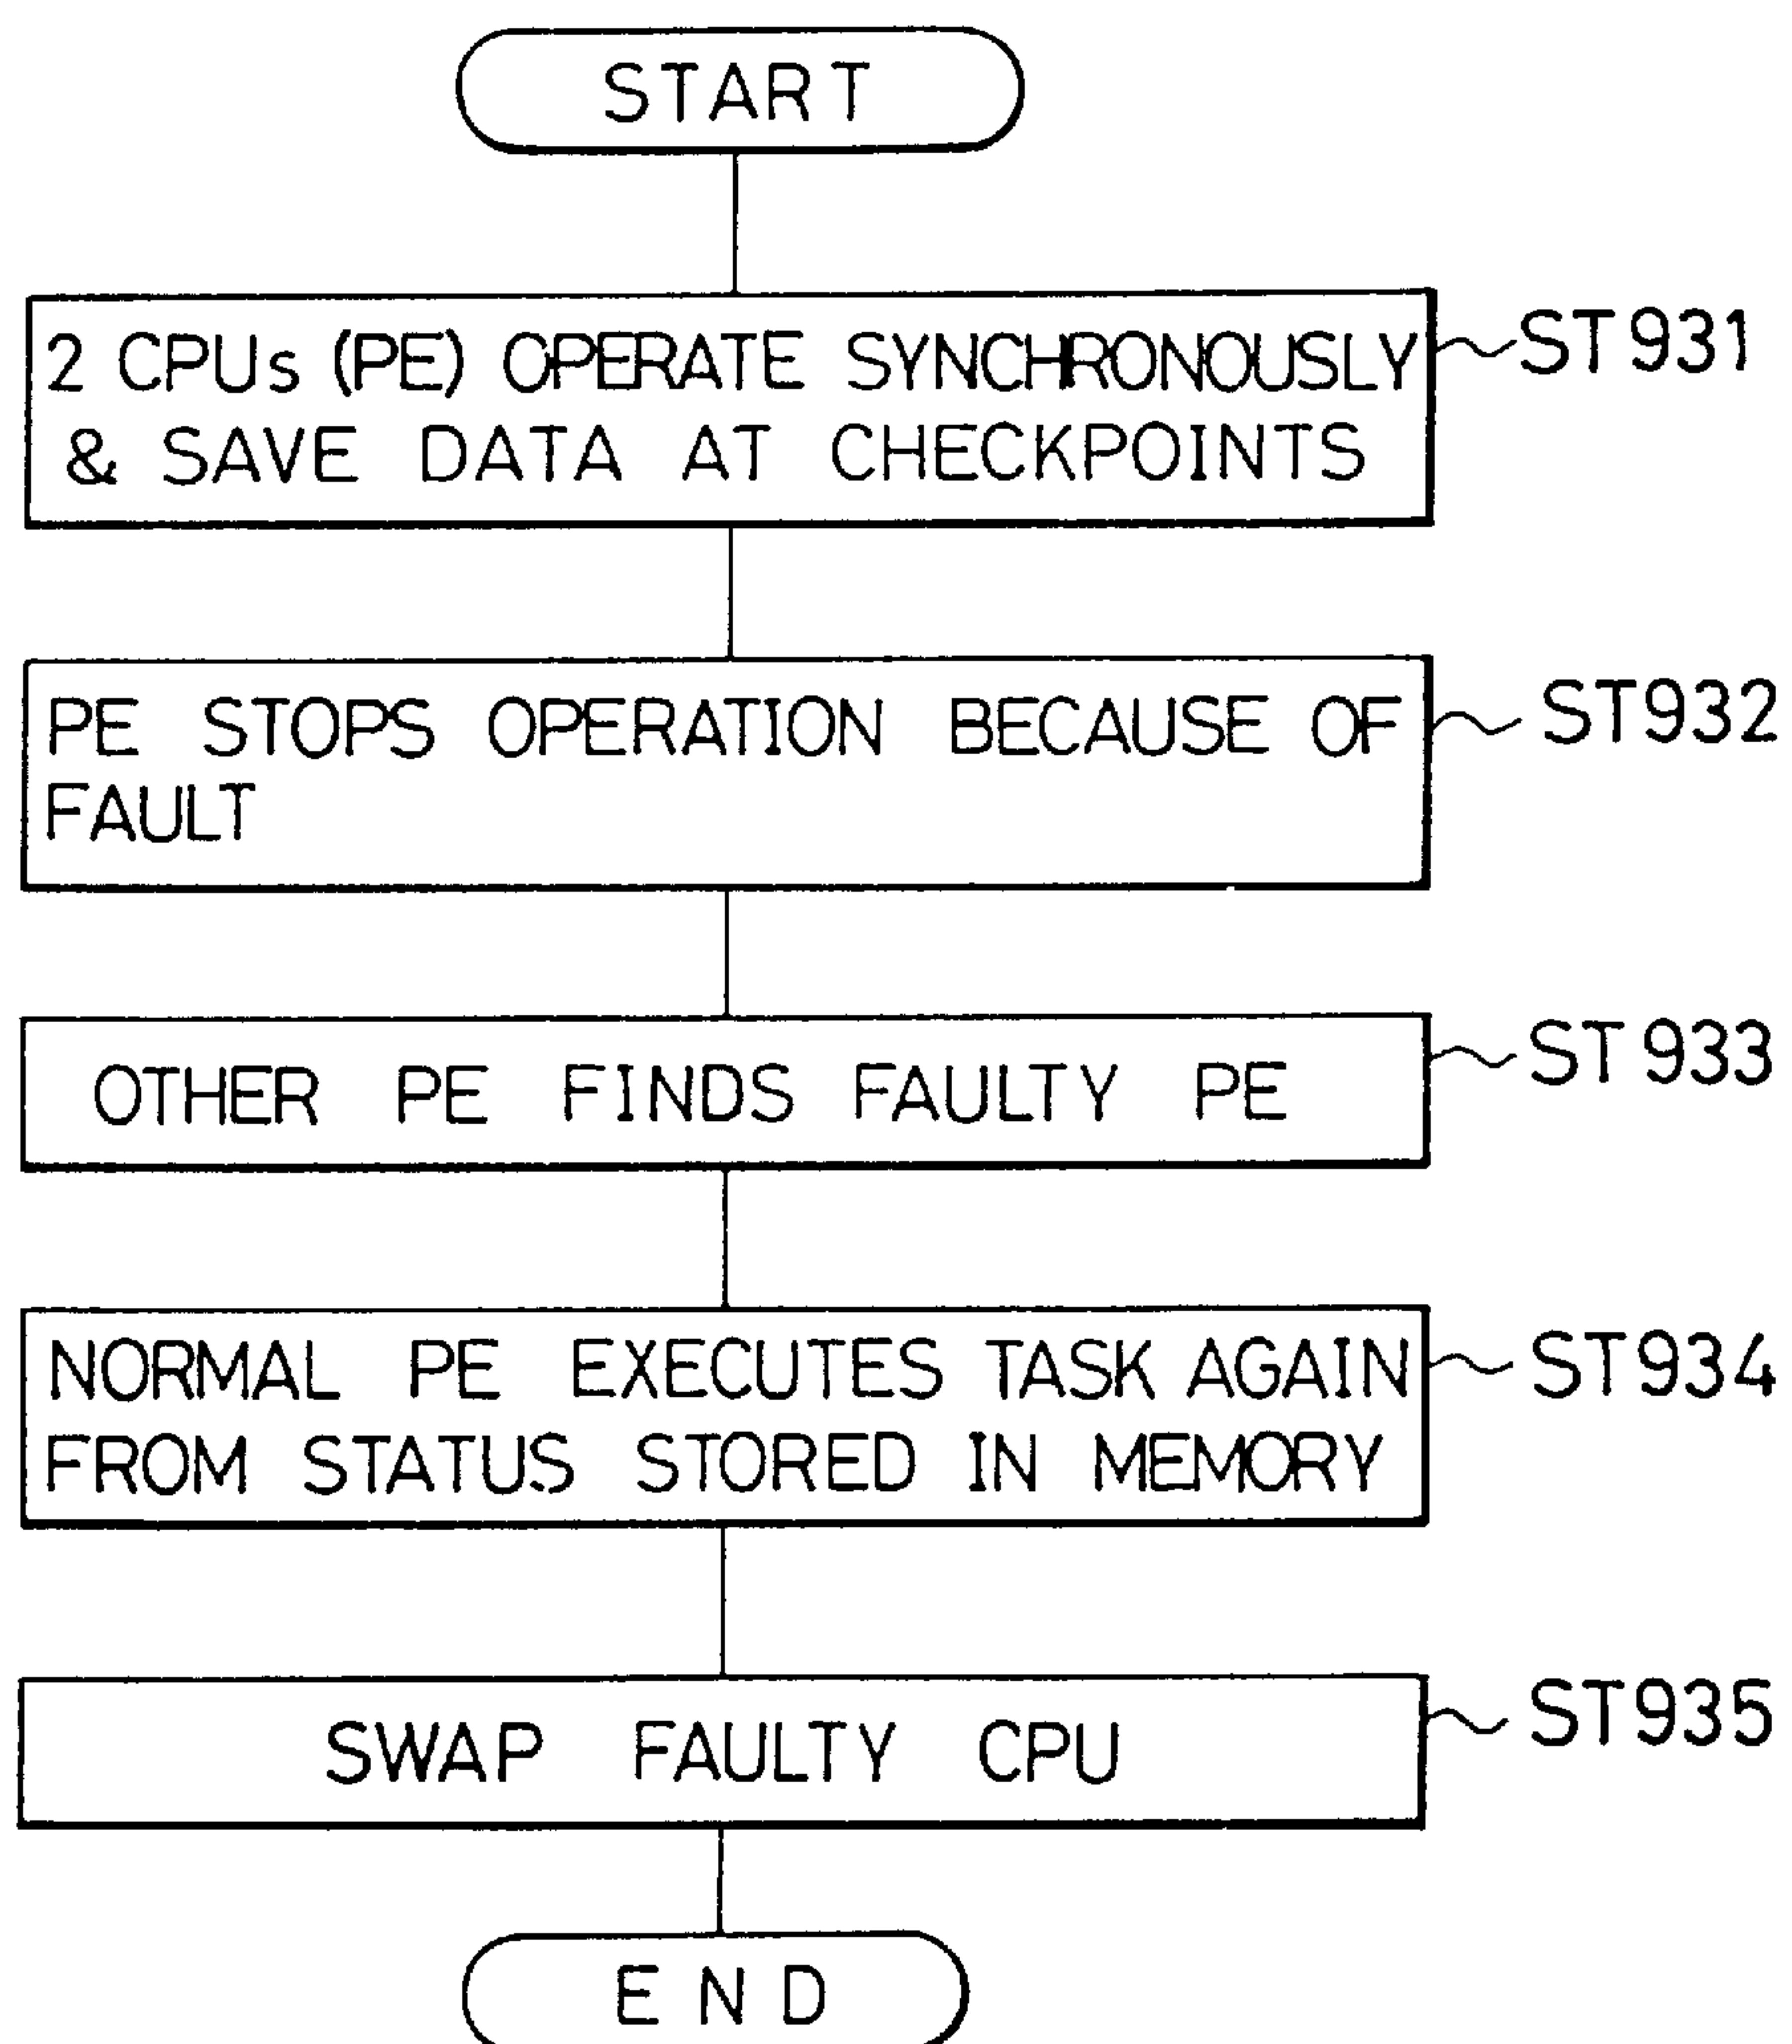 START
2 CPUs (PE) OPERATE SYNCHRONOUSLY
& SAVE DATA AT CHECKPOINTS
ST931
PE STOPS OPERATION BECAUSE OF
FAULT
ST932
OTHER PE FINDS FAULTY PE
ST933
NORMAL PE EXECUTES TASK AGAIN
FROM STATUS STORED IN MEMORY
ST934
SWAP FAULTY CPU
ST935
END